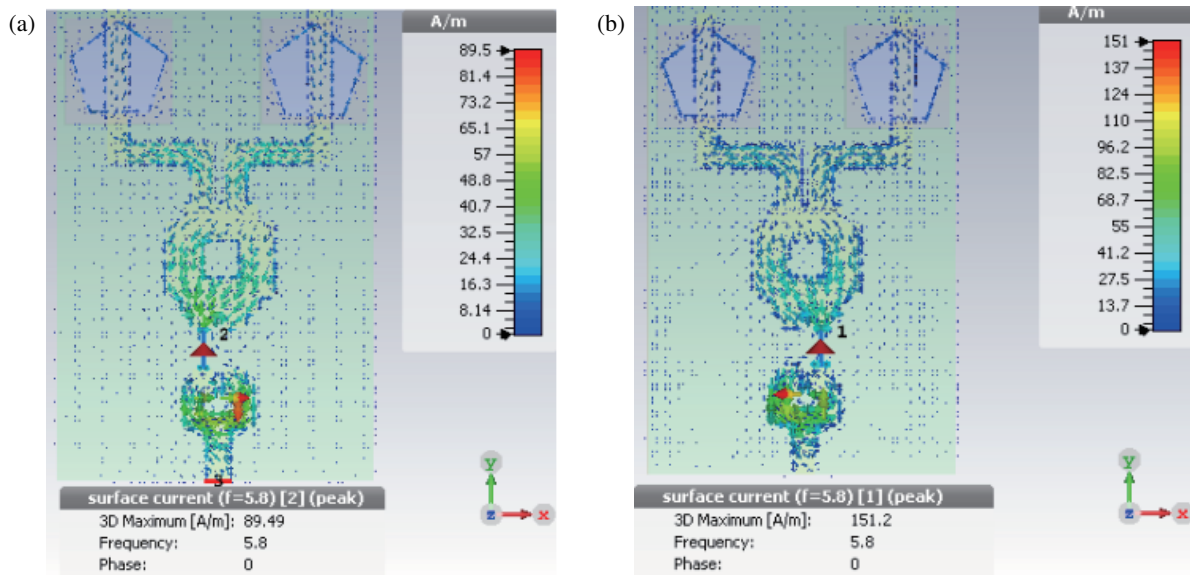 (a)
A/m
89.5
81.4
73.2
65.1
57
48.8
40.7
32.5
24.4
16.3
8.14
0
2
3
y
z
x
surface current (f=5.8) [2] (peak)
3D Maximum [A/m]: 89.49
Frequency: 5.8
Phase: 0
(b)
A/m
151
137
124
110
96.2
82.5
68.7
55
41.2
27.5
13.7
0
1
y
z
x
surface current (f=5.8) [1] (peak)
3D Maximum [A/m]: 151.2
Frequency: 5.8
Phase: 0